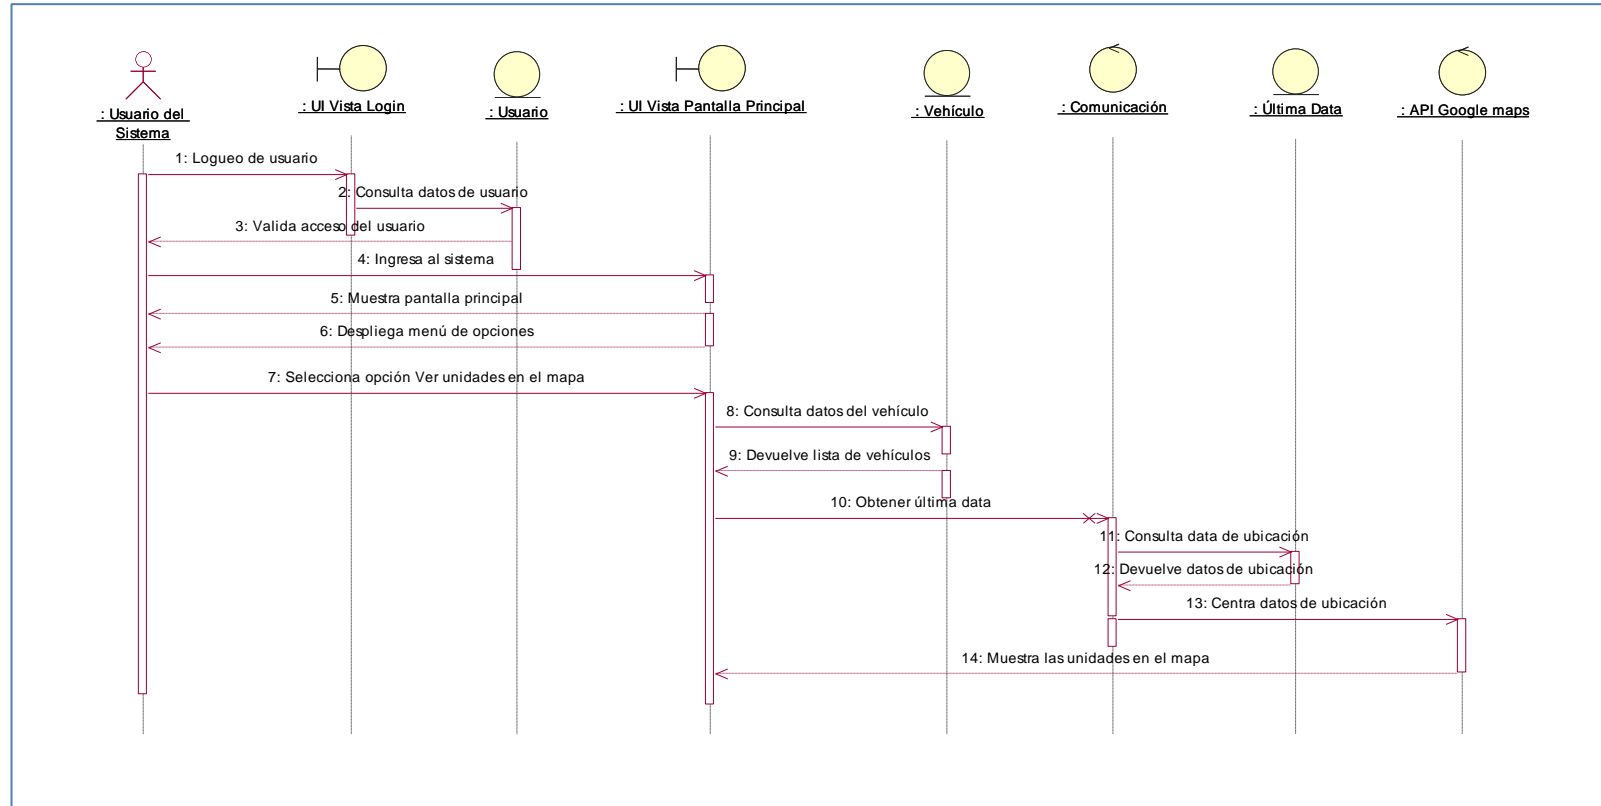 : Usuario del
Sistema
: UI Vista Login
: Usuario
: UI Vista Pantalla Principal
: Vehículo
: Comunicación
: Última Data
: API Google maps
1: Logueo de usuario
2: Consulta datos de usuario
3: Valida acceso del usuario
4: Ingresa al sistema
5: Muestra pantalla principal
6: Despliega menú de opciones
7: Selecciona opción Ver unidades en el mapa
8: Consulta datos del vehículo
9: Devuelve lista de vehículos
10: Obtener última data
11: Consulta data de ubicación
12: Devuelve datos de ubicación
13: Centra datos de ubicación
14: Muestra las unidades en el mapa